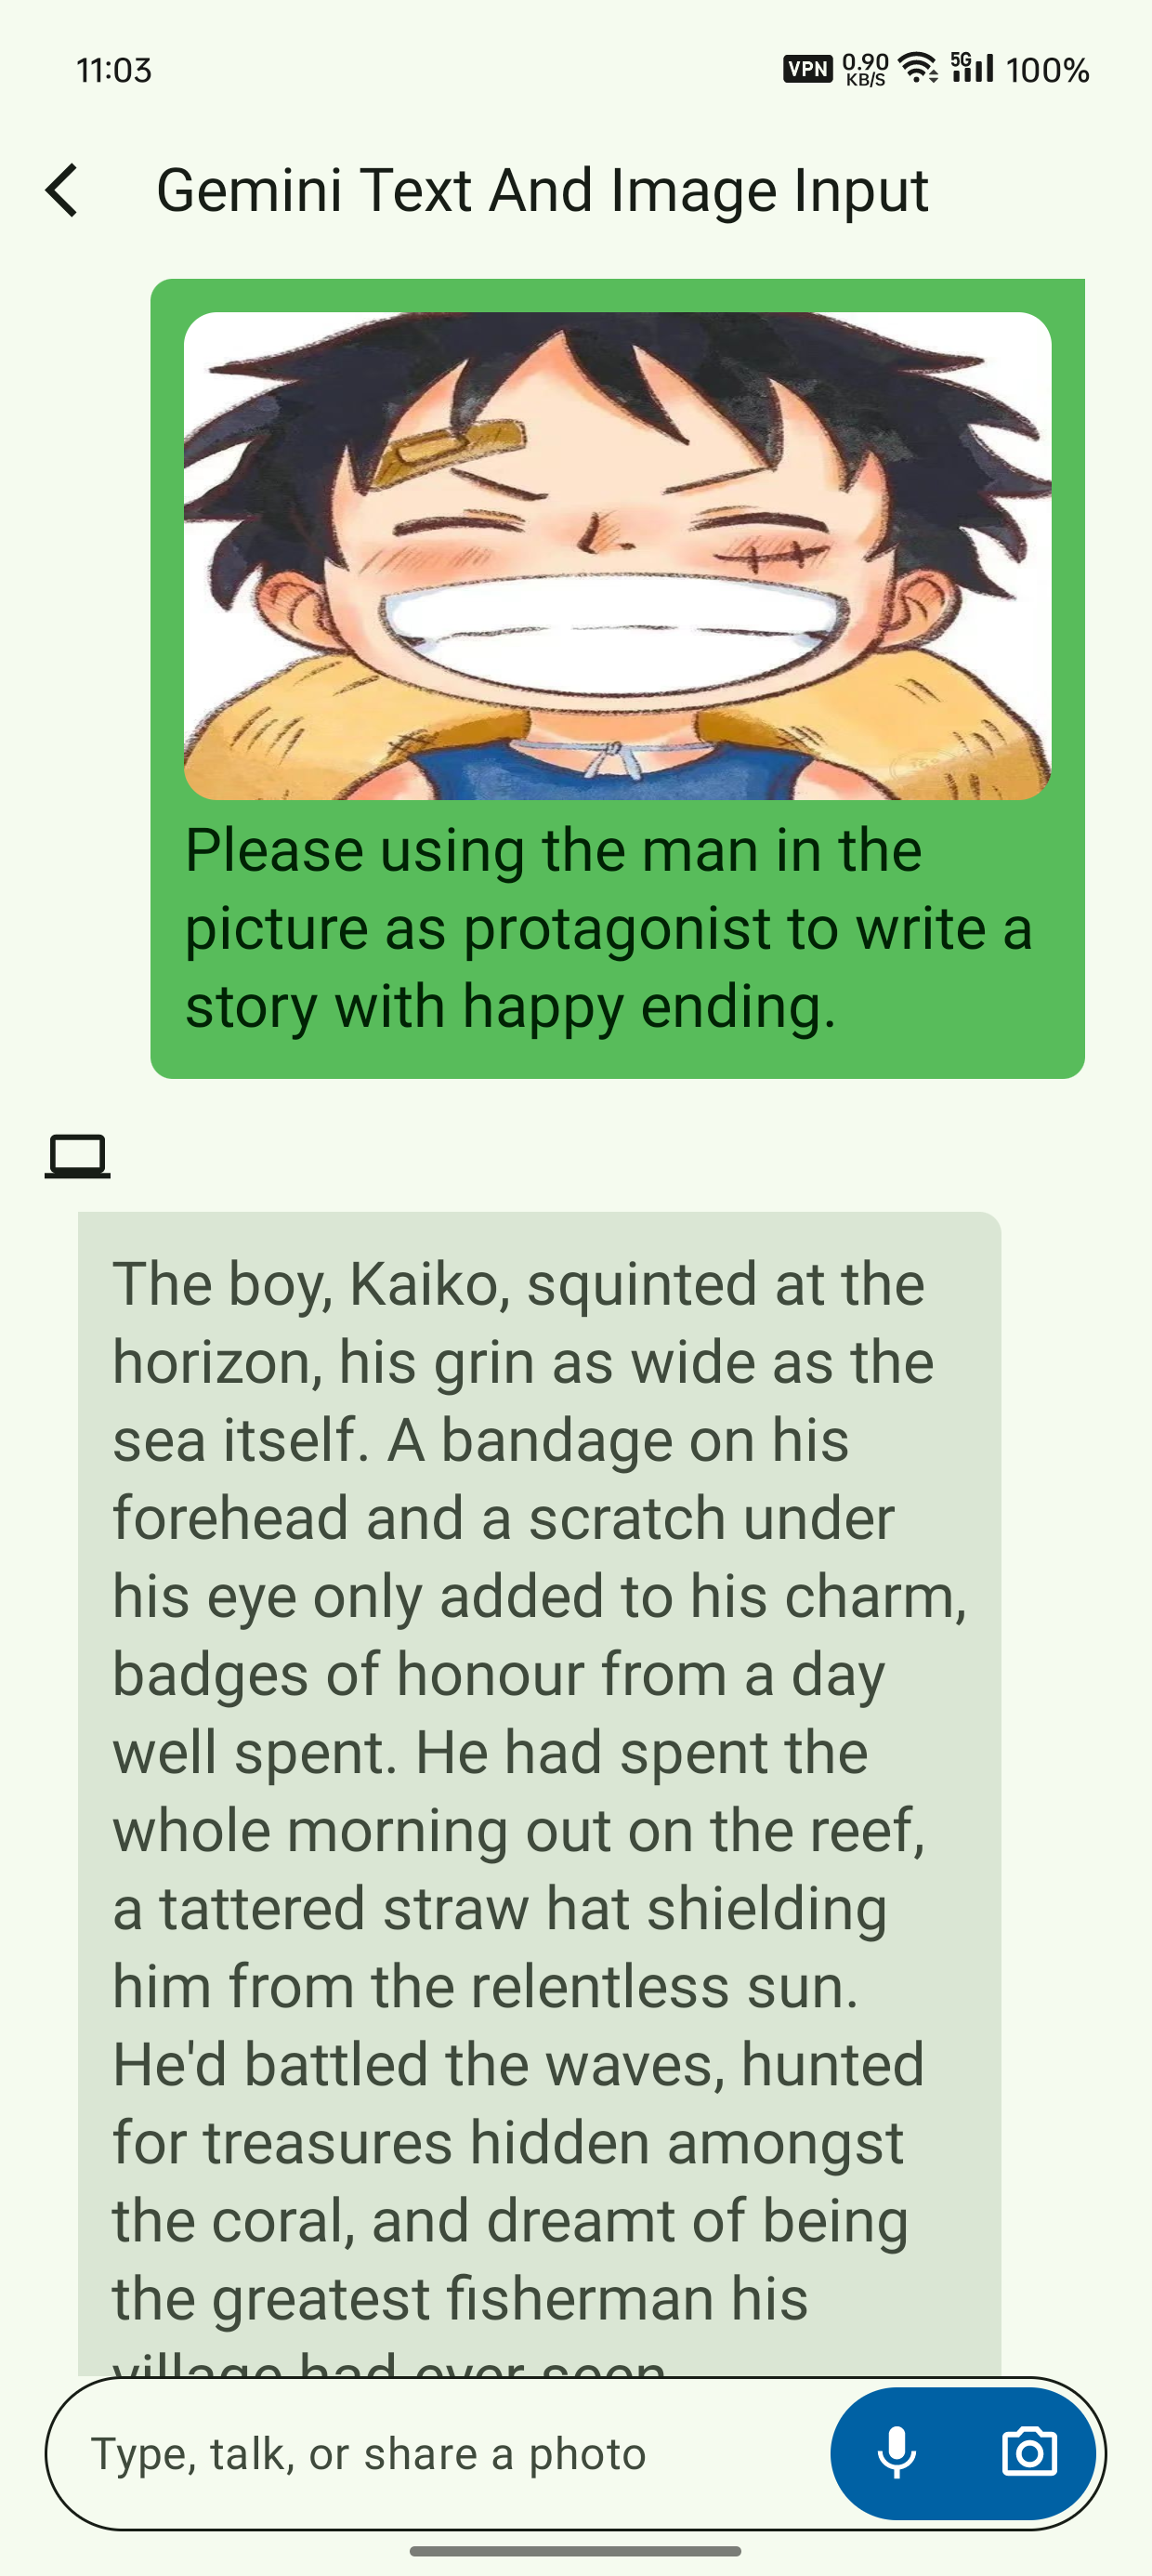 11:03
VPN 0.90 KB/S 5G 100%
Gemini Text And Image Input
Please using the man in the
picture as protagonist to write a
story with happy ending.
The boy, Kaiko, squinted at the
horizon, his grin as wide as the
sea itself. A bandage on his
forehead and a scratch under
his eye only added to his charm,
badges of honour from a day
well spent. He had spent the
whole morning out on the reef,
a tattered straw hat shielding
him from the relentless sun.
He'd battled the waves, hunted
for treasures hidden amongst
the coral, and dreamt of being
the greatest fisherman his
village had ever seen
Type, talk, or share a photo